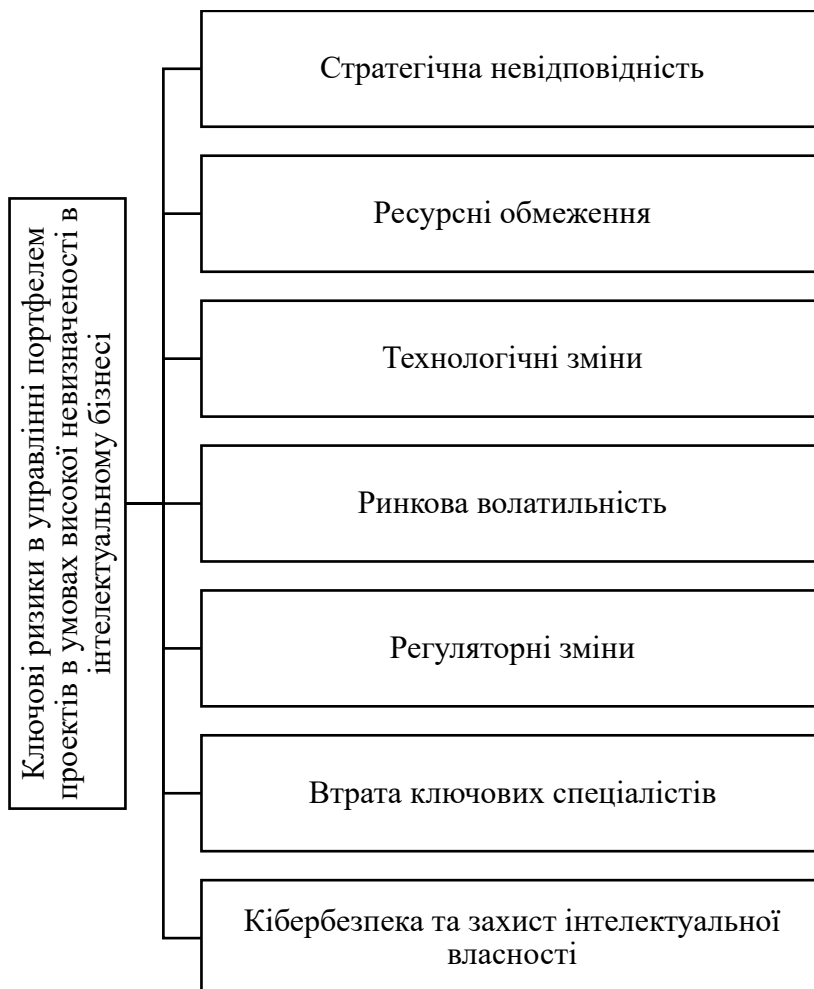 Ключові ризики в управлінні портфелем
проектів в умовах високої невизначеності в
інтелектуальному бізнесі
Стратегічна невідповідність
Ресурсні обмеження
Технологічні зміни
Ринкова волатильність
Регуляторні зміни
Втрата ключових спеціалістів
Кібербезпека та захист інтелектуальної
власності